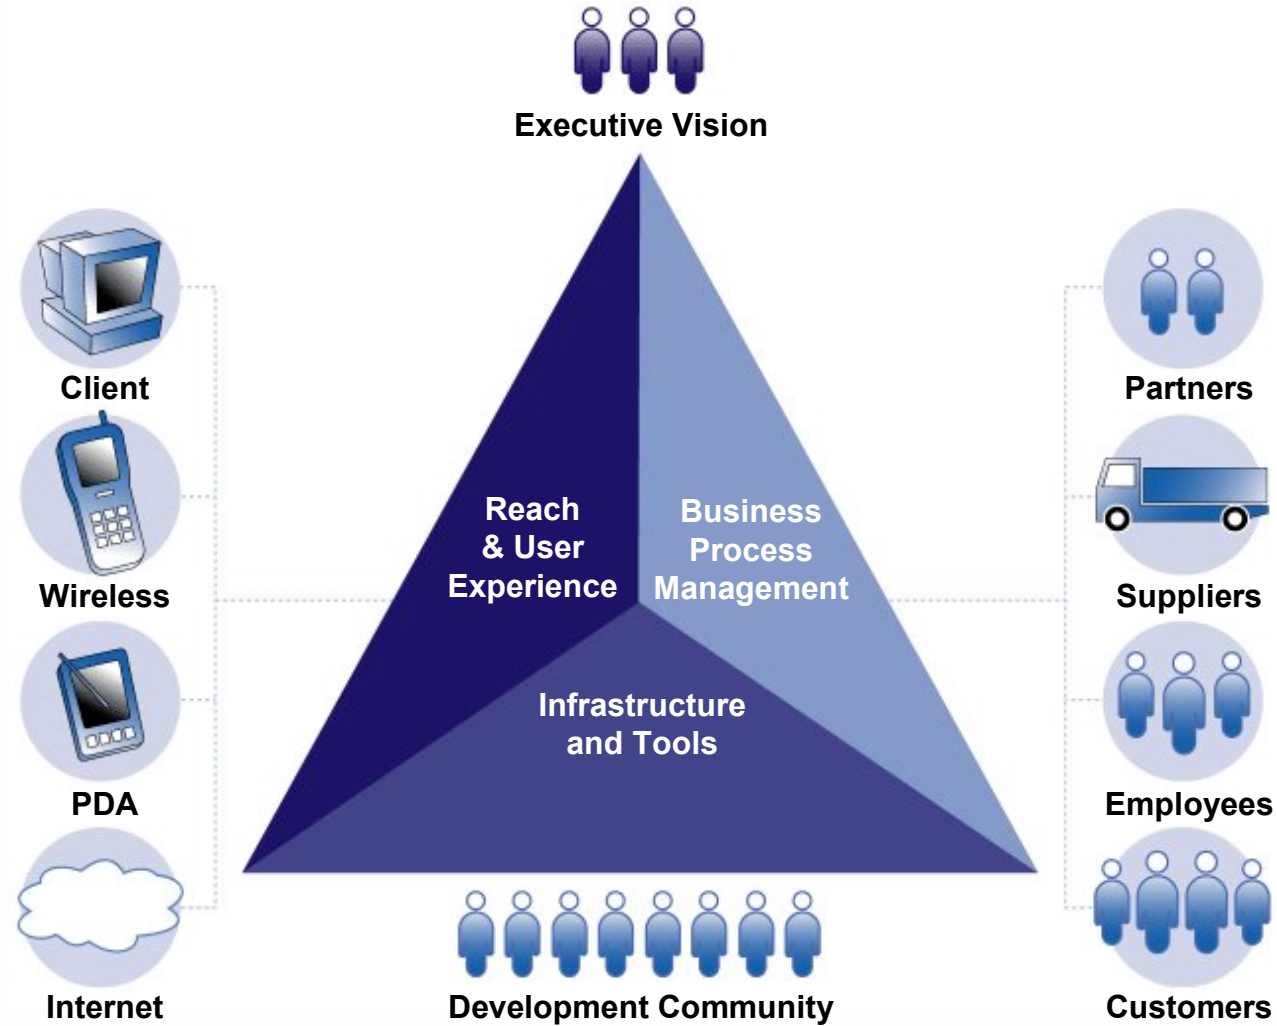 Executive Vision
Client
Wireless
PDA
Internet
Reach
& User
Experience
Business
Process
Management
Infrastructure
and Tools
Development Community
Partners
Suppliers
Employees
Customers